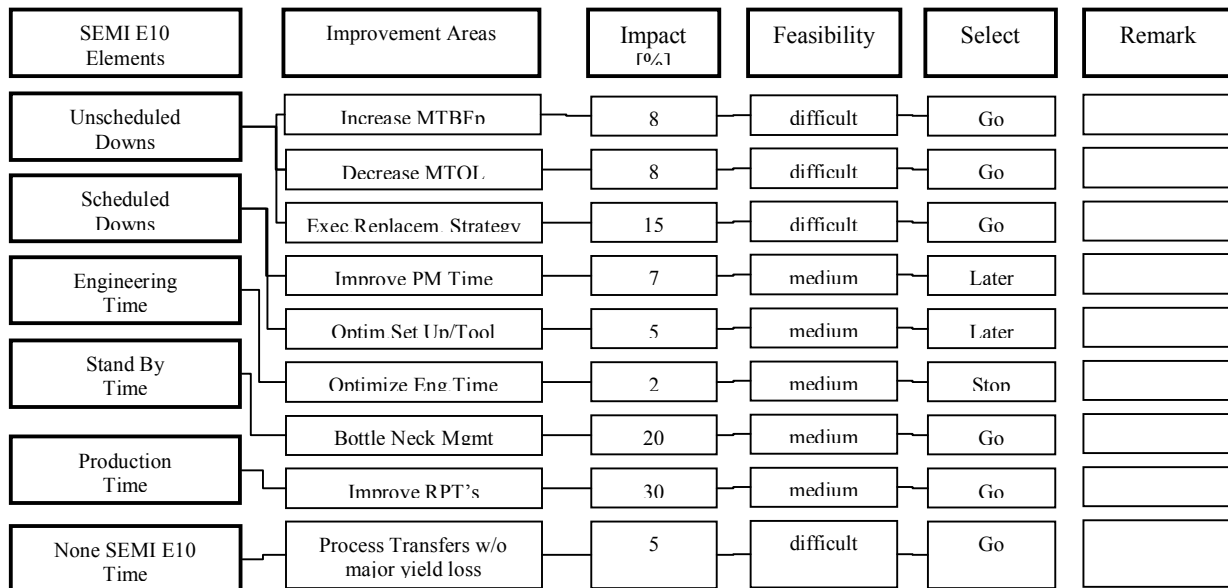 SEMI E10
Elements
Improvement Areas
Impact
[%]
Feasibility
Select
Remark
Unscheduled
Downs
Increase MTBFp
8
difficult
Go
Decrease MTOL
8
difficult
Go
Scheduled
Downs
Exec.Replacem. Strategy
15
difficult
Go
Engineering
Time
Improve PM Time
7
medium
Later
Optim.Set Up/Tool
5
medium
Later
Stand By
Time
Optimize Eng.Time
2
medium
Stop
Bottle Neck Mgmt
20
medium
Go
Production
Time
Improve RPT's
30
medium
Go
None SEMI E10
Time
Process Transfers w/o
major yield loss
5
difficult
Go